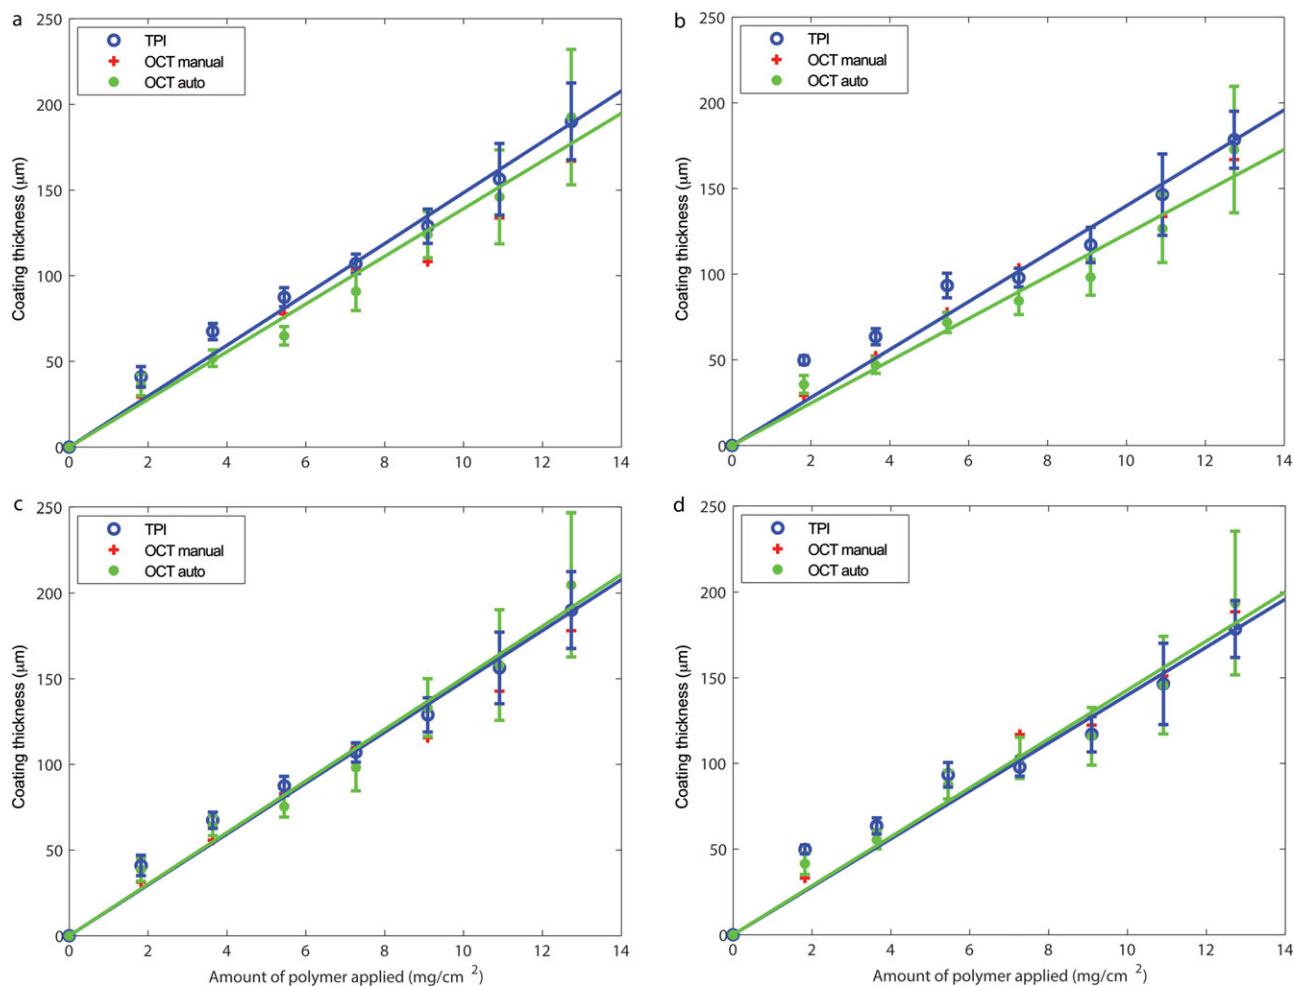 a
250
200
150
100
50
0
Coating thickness (μm)
TPI
OCT manual
OCT auto
0 2 4 6 8 10 12 14
b
250
200
150
100
50
0
Coating thickness (μm)
TPI
OCT manual
OCT auto
0 2 4 6 8 10 12 14
c
250
200
150
100
50
0
Coating thickness (μm)
TPI
OCT manual
OCT auto
0 2 4 6 8 10 12 14
Amount of polymer applied (mg/cm 2)
d
250
200
150
100
50
0
Coating thickness (μm)
TPI
OCT manual
OCT auto
0 2 4 6 8 10 12 14
Amount of polymer applied (mg/cm 2)